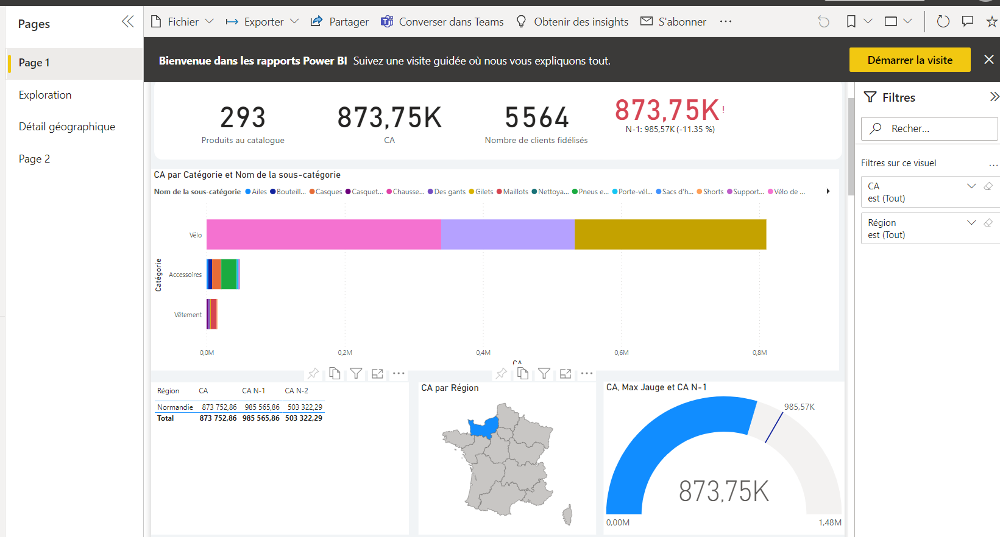 Pages
Page 1
Exploration
Détail géographique
Page 2
Fichier Exporter Partager Converser dans Teams Obtenir des insights S'abonner ...
Bienvenue dans les rapports Power BI Suivez une visite guidée où nous vous expliquons tout.
Démarrer la visite
293
Produits au catalogue
873,75K
CA
5564
Nombre de clients fidélisés
873,75K!
N-1: 985,57K (-11.35 %)
CA par Catégorie et Nom de la sous-catégorie
Nom de la sous-catégorie Ailes Bouteill... Casques Casquet... Chausse... Des gants Gilets Maillots Nettoya... Pneus e... Porte-vél... Sacs d'h... Shorts Support... Vélo de ...
Catégorie
Vélo
Accessoires
Vêtement
0,0M 0,2M 0,4M 0,6M 0,8M
CA
Région CA CA N-1 CA N-2
Normandie 873 752,86 985 565,86 503 322,29
Total 873 752,86 985 565,86 503 322,29
CA par Région
CA, Max Jauge et CA N-1
985,57K
873,75K
0,00M 1,48M
Filtres
Recher...
Filtres sur ce visuel ...
CA
est (Tout)
Région
est (Tout)